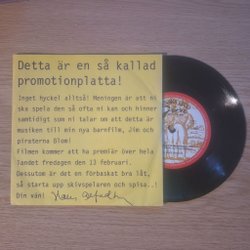 Detta är en så kallad
promotionplatta!
Inget hyckel alltså! Meningen är att ni
ska spela den så ofta ni kan och hinner
samtidigt som ni talar om att detta är
musiken till min nya barnfilm, Jim och
piraterna Blom!
Filmen kommer att ha premiär över hela
landet fredagen den 13 februari.
Dessutom är det en förbaskat bra låt,
så starta upp skivspelaren och spisa..!
Din vän!